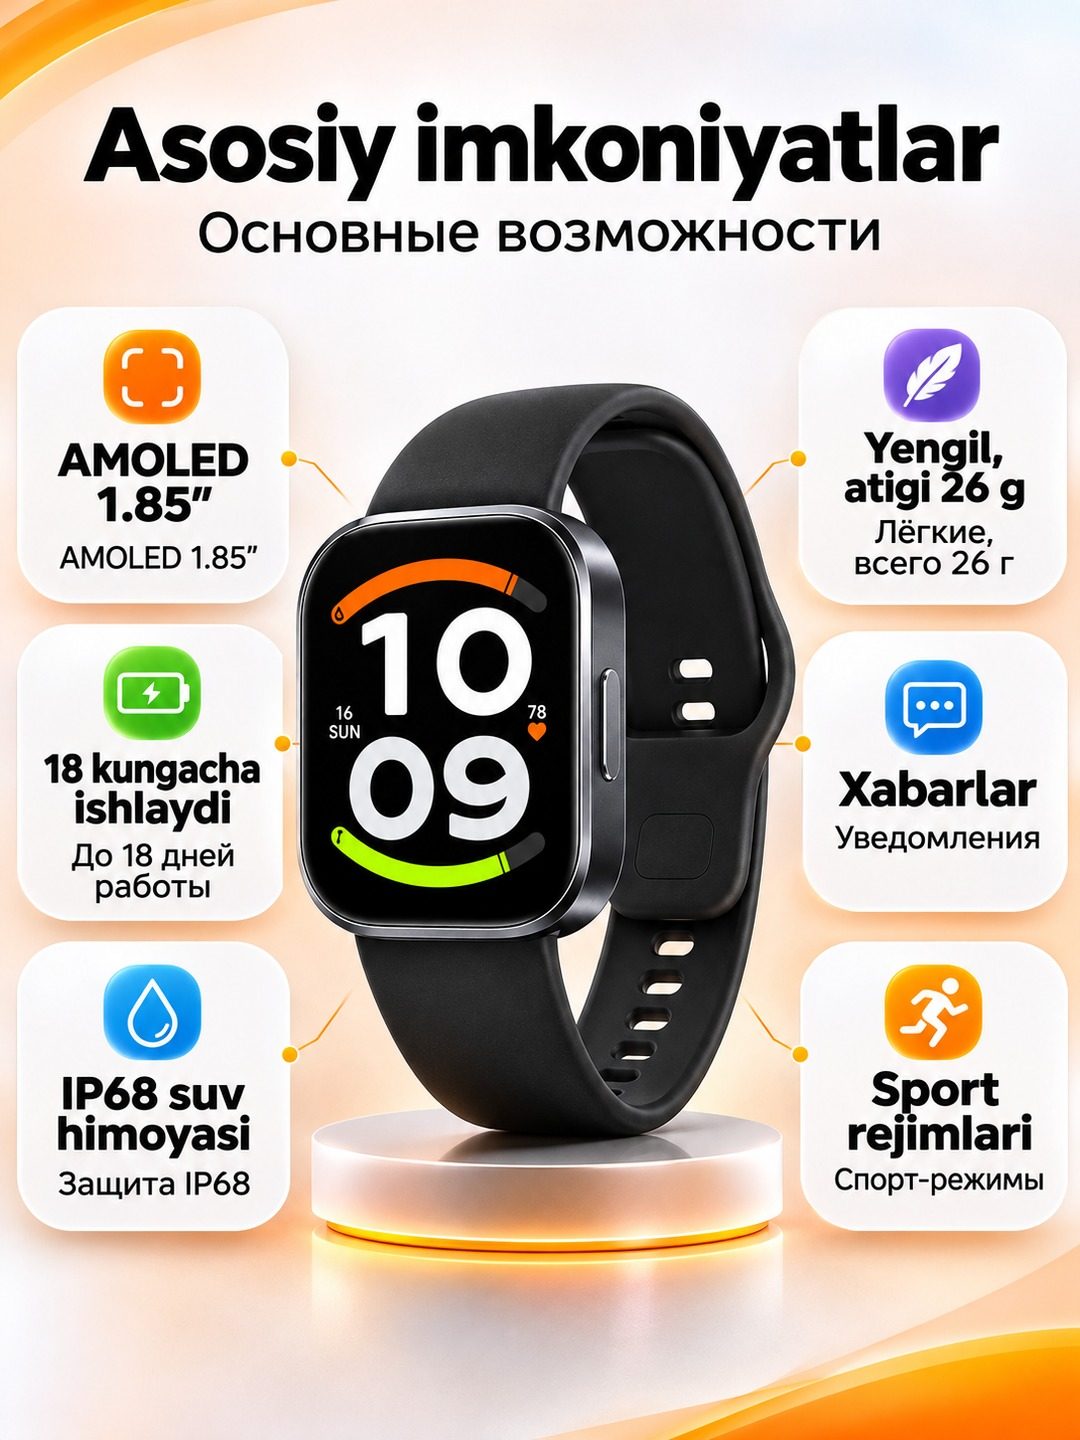 Asosiy imkoniyatlar
Основные возможности
AMOLED
1.85”
AMOLED 1.85”
18 kungacha
ishlaydi
До 18 дней
работы
IP68 suv
himoyasi
Защита IP68
10
16
SUN
78
09
Yengil,
atigi 26 g
Лёгкие,
всего 26 г
Xabarlar
Уведомления
Sport
rejimlari
Спорт-режимы